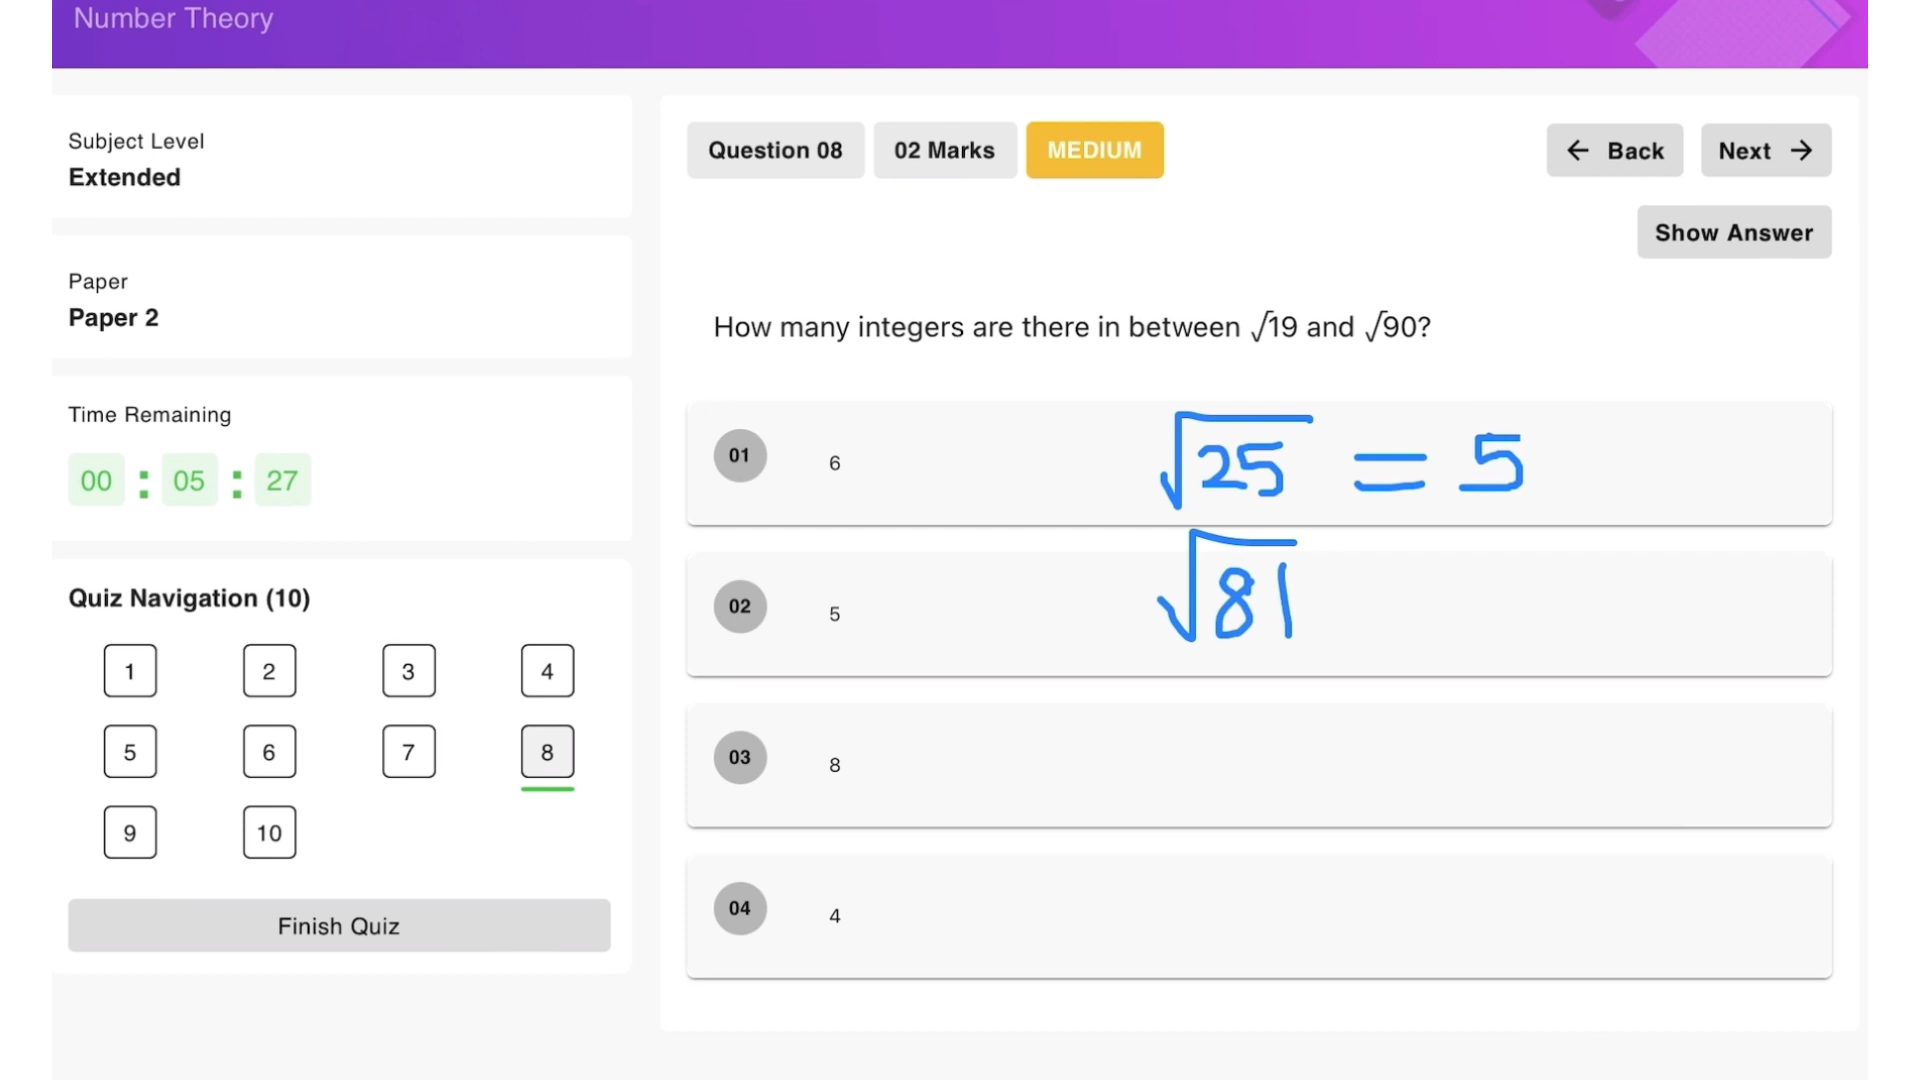 Number Theory
Subject Level
Extended
Paper
Paper 2
Time Remaining
00 : 05 : 27
Quiz Navigation (10)
1 2 3 4
5 6 7 8
9 10
Finish Quiz
Question 08 02 Marks MEDIUM ← Back Next →
Show Answer
How many integers are there in between √19 and √90?
01 6 √25 = 5
02 5 √81
03 8
04 4